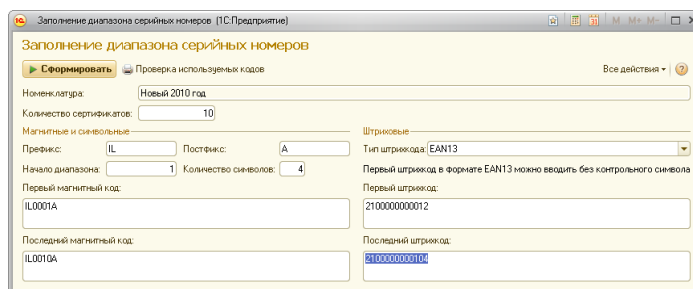 Заполнение диапазона серийных номеров (1С:Предприятие)
M M+ M-
Заполнение диапазона серийных номеров
Сформировать Проверка используемых кодов Все действия
Номенклатура: Новый 2010 год
Количество сертификатов: 10
Магнитные и символьные Штриховые
Префикс: IL Постфикс: A Тип штрихкода: EAN13
Начало диапазона: 1 Количество символов: 4 Первый штрихкод в формате EAN13 можно вводить без контрольного символа
Первый магнитный код: Первый штрихкод:
IL0001A 2100000000012
Последний магнитный код: Последний штрихкод:
IL0010A 2100000000104